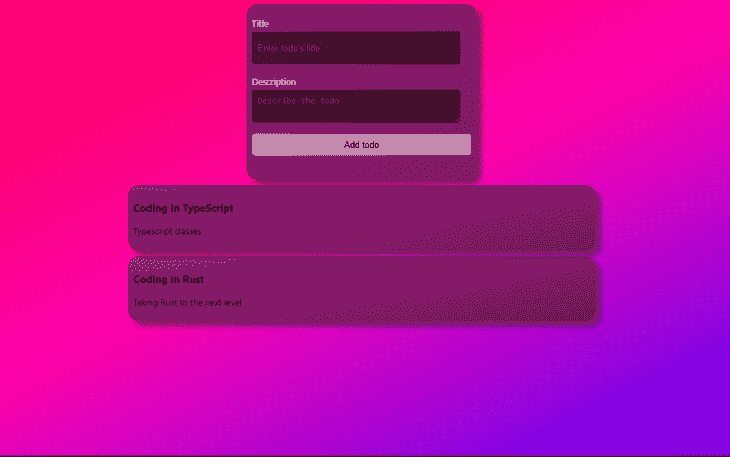 Title
Enter todo's title
Description
Describe the todo
Add todo
Coding in TypeScript
Typescript classes
Coding in Rust
Taking Rust to the next level